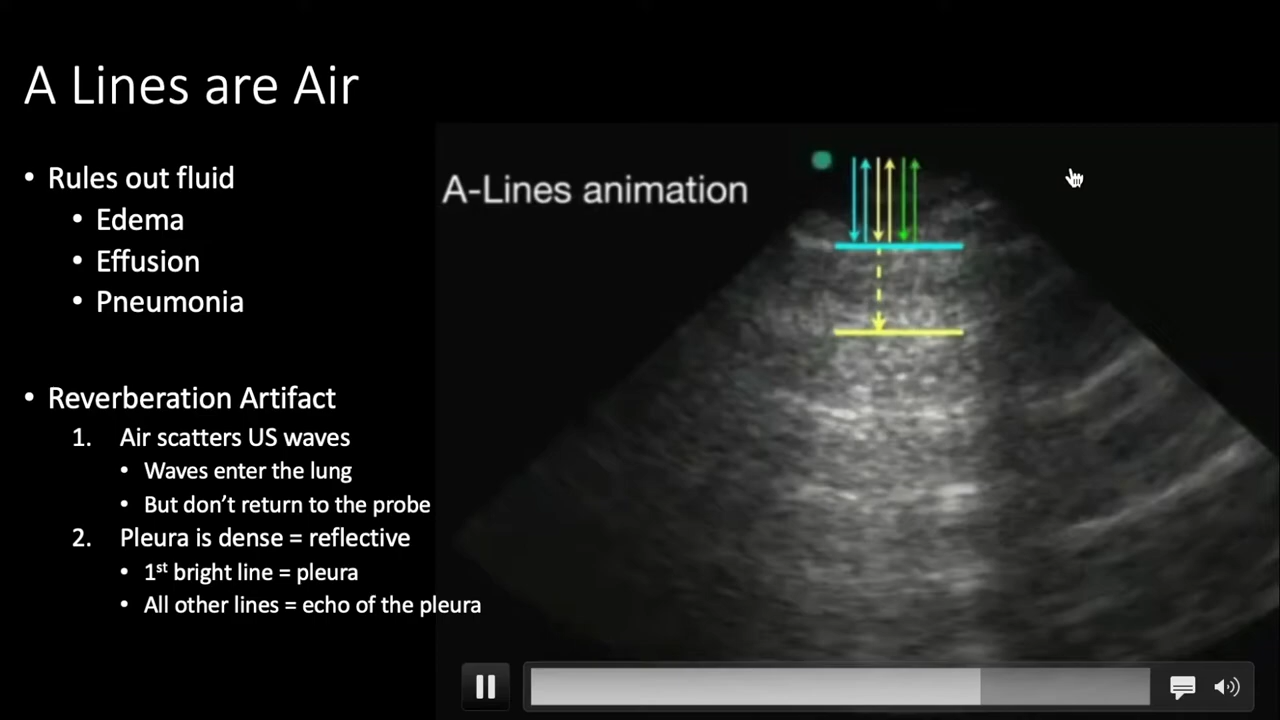 A Lines are Air
• Rules out fluid
• Edema
• Effusion
• Pneumonia
• Reverberation Artifact
1. Air scatters US waves
• Waves enter the lung
• But don’t return to the probe
2. Pleura is dense = reflective
• 1st bright line = pleura
• All other lines = echo of the pleura
A-Lines animation